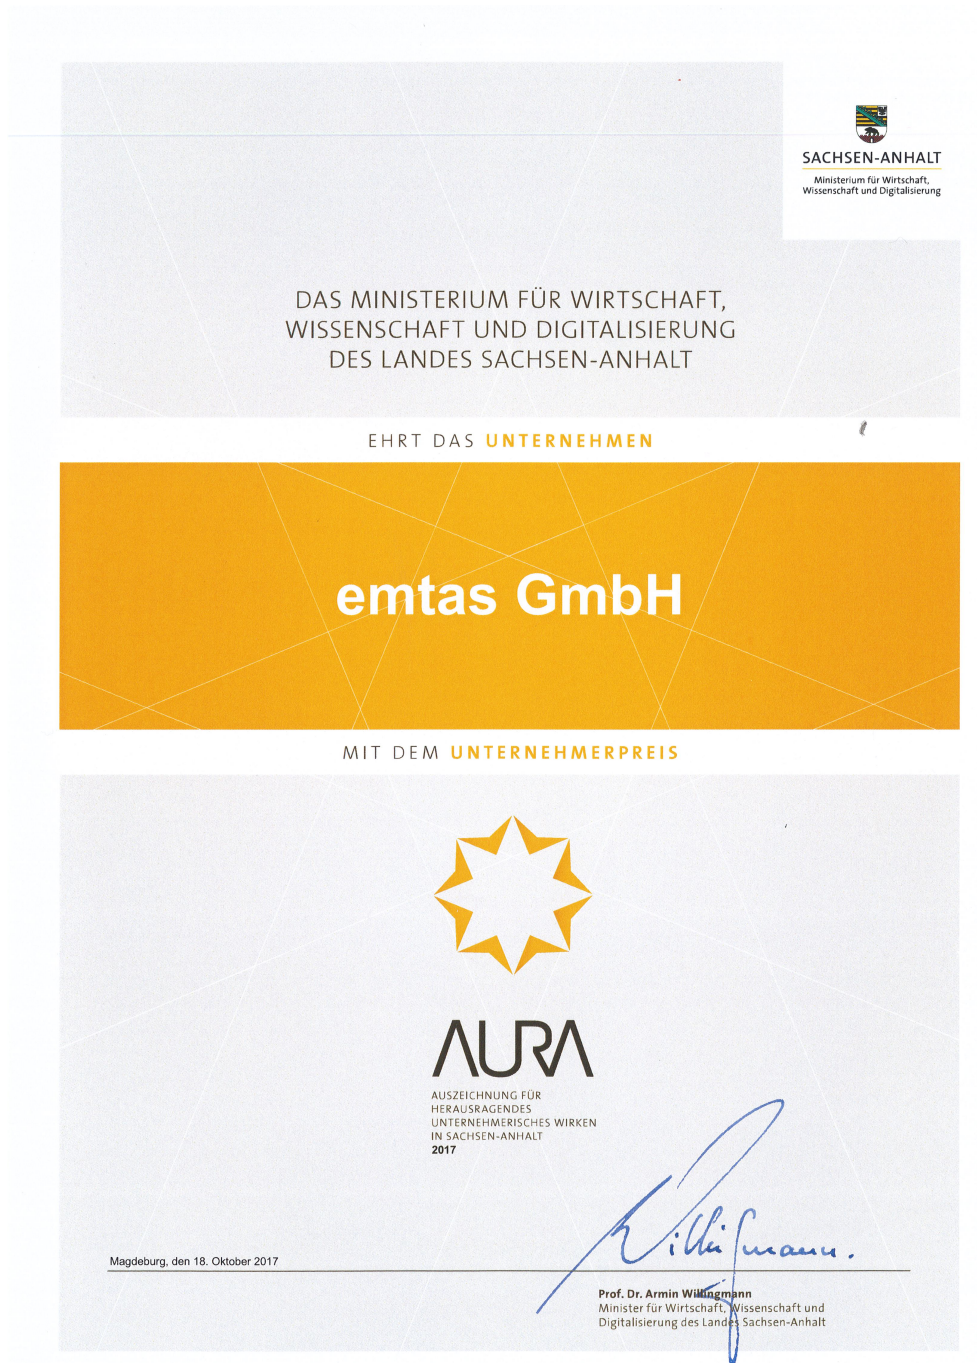 SACHSEN-ANHALT
Ministerium für Wirtschaft,
Wissenschaft und Digitalisierung
DAS MINISTERIUM FÜR WIRTSCHAFT,
WISSENSCHAFT UND DIGITALISIERUNG
DES LANDES SACHSEN-ANHALT
EHRT DAS UNTERNEHMEN
emtas GmbH
MIT DEM UNTERNEHMERPREIS
AURA
AUSZEICHNUNG FÜR
HERAUSRAGENDES
UNTERNEHMERISCHES WIRKEN
IN SACHSEN-ANHALT
2017
Willingmann.
Magdeburg, den 18. Oktober 2017
Prof. Dr. Armin Willingmann
Minister für Wirtschaft, Wissenschaft und
Digitalisierung des Landes Sachsen-Anhalt